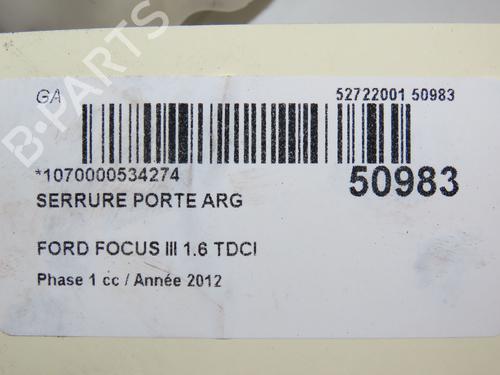 B-PARTS
GA
52722001 50983
*1070000534274
50983
SERRURE PORTE ARG
FORD FOCUS III 1.6 TDCI
Phase 1 cc / Année 2012